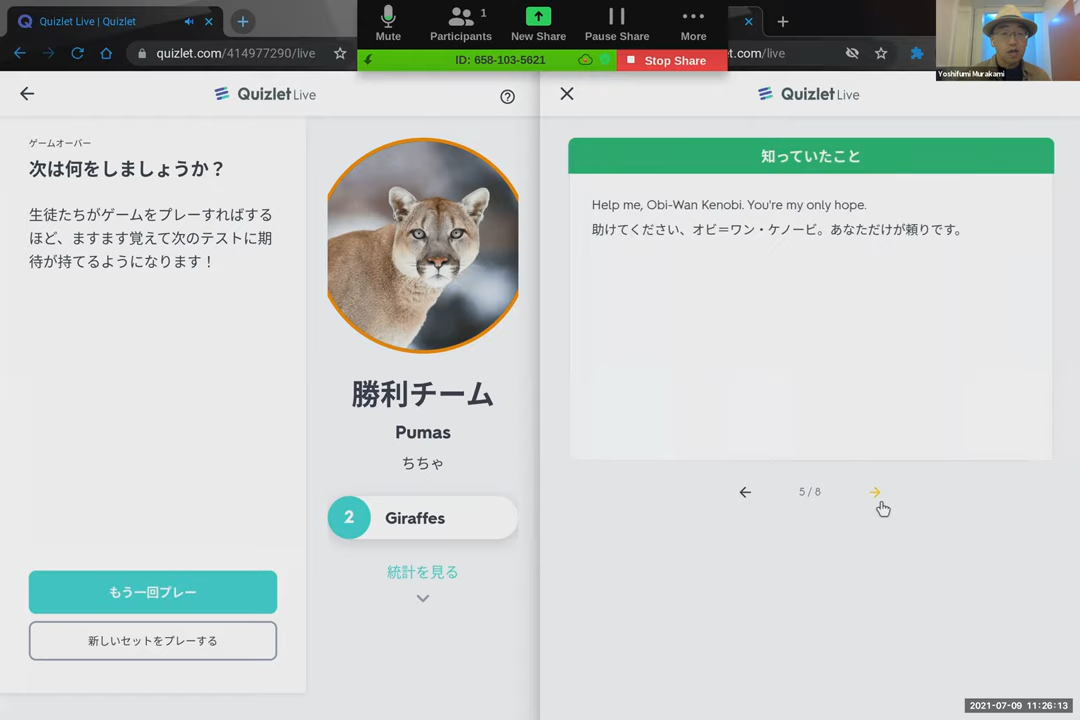 Quizlet Live | Quizlet
Mute
1
Participants
New Share
Pause Share
More
quizlet.com/414977290/live
ID: 658-103-5621
Stop Share
et.com/live
Yoshifumi Murakami
Quizlet Live
ゲームオーバー
次は何をしましょうか？
生徒たちがゲームをプレーすればする
ほど、ますます覚えて次のテストに期
待が持てるようになります！
もう一回プレー
新しいセットをプレーする
勝利チーム
Pumas
ちちゃ
2 Giraffes
統計を見る
Quizlet Live
知っていたこと
Help me, Obi-Wan Kenobi. You're my only hope.
助けてください、オビ＝ワン・ケノービ。あなただけが頼りです。
5 / 8
2021-07-09 11:26:13